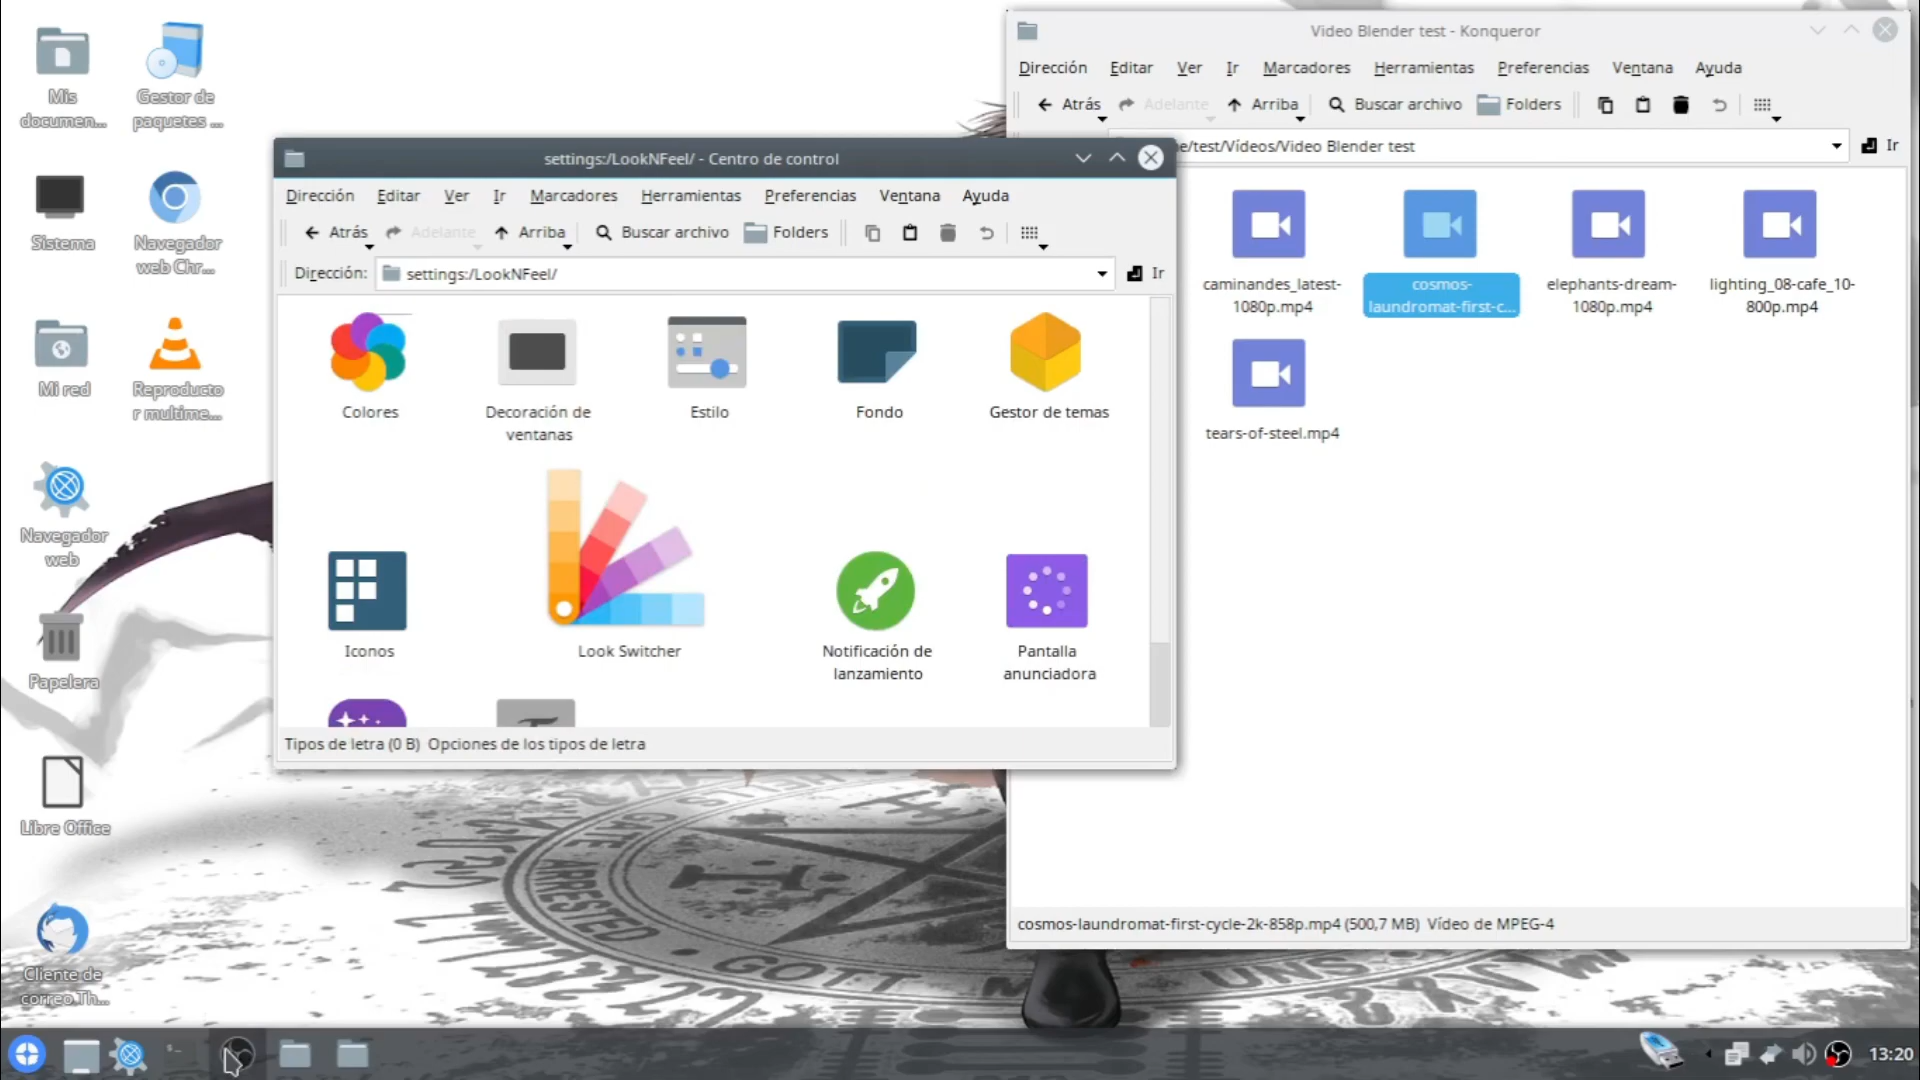 Mis
documen...
Gestor de
paquetes ...
Sistema
Navegador
web Chr...
Mi red
Reproducto
r multime...
Navegador
web
Papelera
Libre Office
Cliente de
correo Th...
settings:/LookNFeel/ - Centro de control
Dirección Editar Ver Ir Marcadores Herramientas Preferencias Ventana Ayuda
Atrás Adelante Arriba Buscar archivo Folders
Dirección: settings:/LookNFeel/ Ir
Colores
Decoración de
ventanas
Estilo
Fondo
Gestor de temas
Iconos
Look Switcher
Notificación de
lanzamiento
Pantalla
anunciadora
Tipos de letra (0 B) Opciones de los tipos de letra
Video Blender test - Konqueror
Dirección Editar Ver Ir Marcadores Herramientas Preferencias Ventana Ayuda
Atrás Adelante Arriba Buscar archivo Folders
e/test/Vídeos/Video Blender test Ir
caminandes_latest-
1080p.mp4
cosmos-
laundromat-first-c...
elephants-dream-
1080p.mp4
lighting_08-cafe_10-
800p.mp4
tears-of-steel.mp4
cosmos-laundromat-first-cycle-2k-858p.mp4 (500,7 MB) Vídeo de MPEG-4
GATE ARRESTED
GOTT MIT UNS
13:20